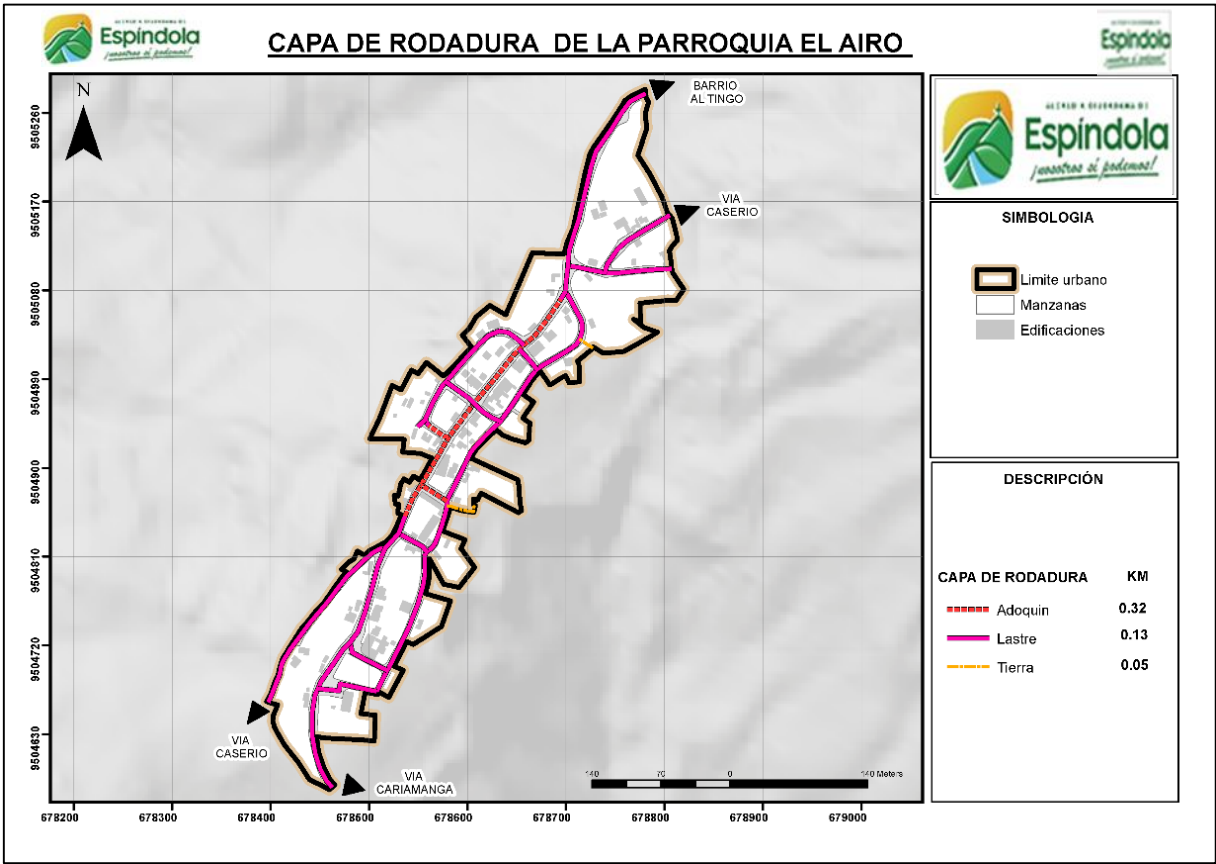 Espíndola
¡nosotros sí podemos!
CAPA DE RODADURA DE LA PARROQUIA EL AIRO
Espíndola
N
BARRIO
AL TINGO
VIA
CASERIO
VIA
CASERIO
VIA
CARIAMANGA
9505260
9505170
9505080
9504990
9504900
9504810
9504720
9504630
140 70 0 140 Meters
678200 678300 678400 678500 678600 678700 678800 678900 679000
Espíndola
¡nosotros sí podemos!
SIMBOLOGIA
Limite urbano
Manzanas
Edificaciones
DESCRIPCIÓN
CAPA DE RODADURA KM
Adoquin 0.32
Lastre 0.13
Tierra 0.05